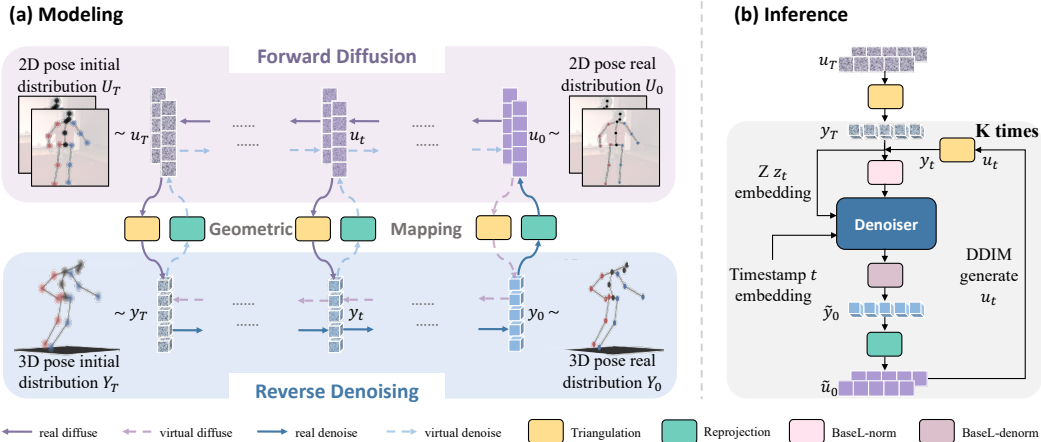 (a) Modeling
Forward Diffusion
2D pose initial
distribution U_T
~ u_T
......
......
u_t
......
......
u_0 ~
2D pose real
distribution U_0
Geometric
Mapping
~ y_T
......
......
y_t
......
......
y_0 ~
3D pose initial
distribution Y_T
3D pose real
distribution Y_0
Reverse Denoising
(b) Inference
u_T
y_T
K times
y_t
u_t
Z z_t
embedding
Denoiser
Timestamp t
embedding
DDIM
generate
u_t
ỹ_0
ũ_0
real diffuse
virtual diffuse
real denoise
virtual denoise
Triangulation
Reprojection
BaseL-norm
BaseL-denorm